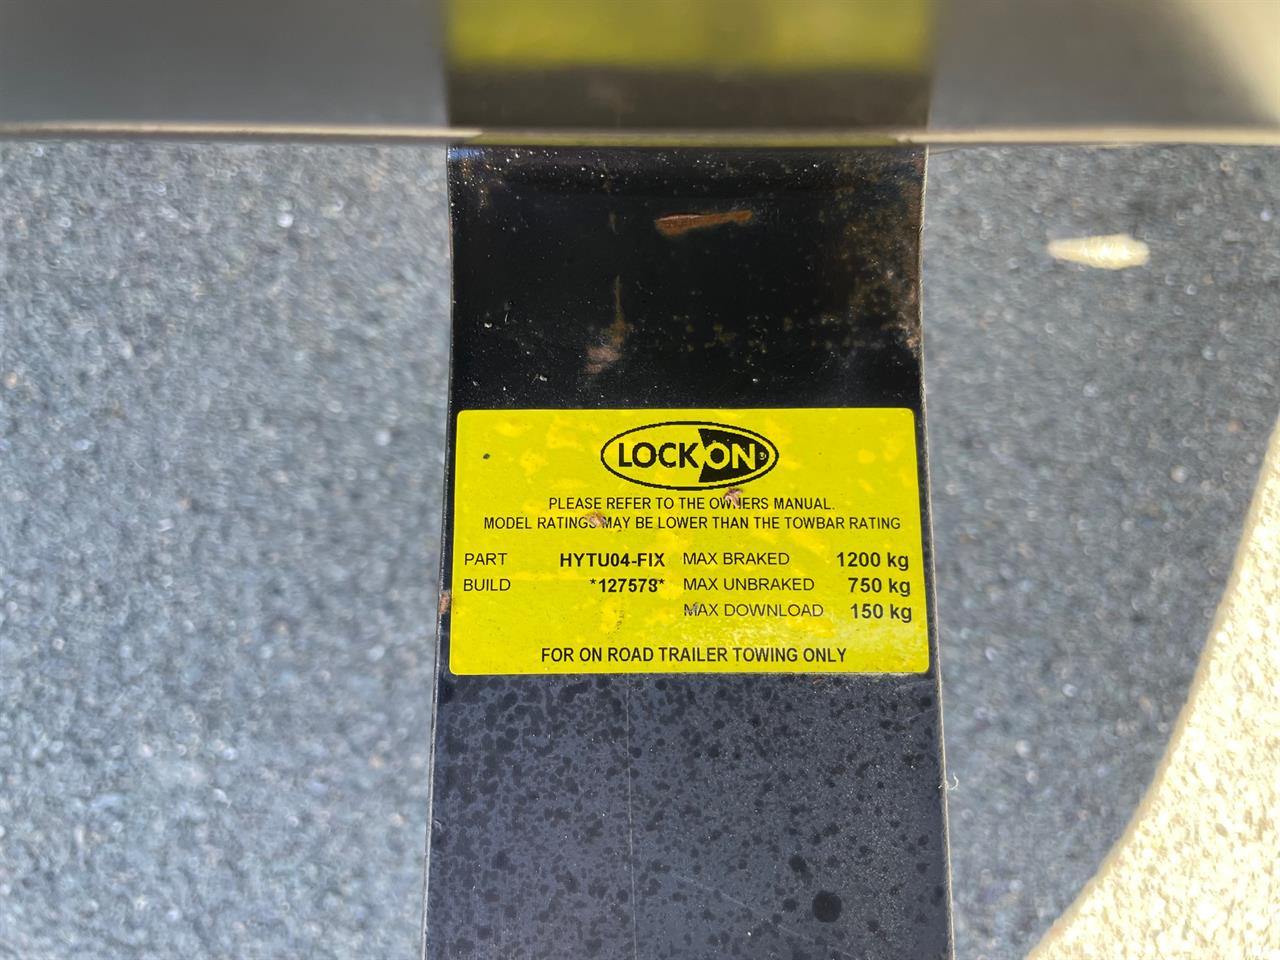 LOCKON®
PLEASE REFER TO THE OWNERS MANUAL.
MODEL RATINGS MAY BE LOWER THAN THE TOWBAR RATING
PART HYTU04-FIX MAX BRAKED 1200 kg
BUILD *127578* MAX UNBRAKED 750 kg
MAX DOWNLOAD 150 kg
FOR ON ROAD TRAILER TOWING ONLY